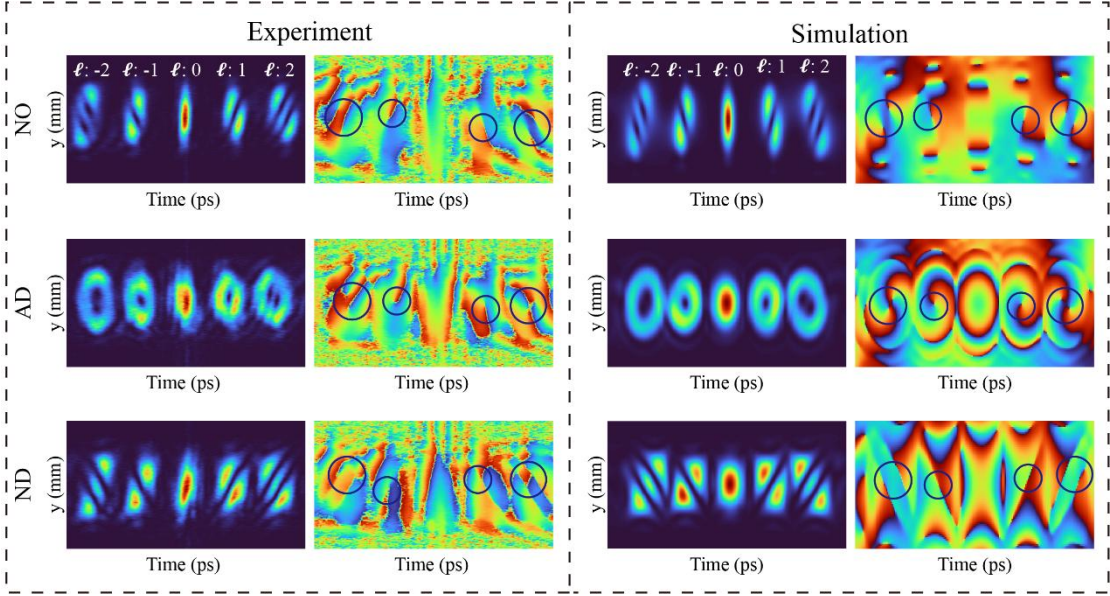 Experiment
Simulation
NO
y (mm)
ℓ: -2 ℓ: -1 ℓ: 0 ℓ: 1 ℓ: 2
Time (ps)
Time (ps)
y (mm)
ℓ: -2 ℓ: -1 ℓ: 0 ℓ: 1 ℓ: 2
Time (ps)
Time (ps)
AD
y (mm)
Time (ps)
Time (ps)
y (mm)
Time (ps)
Time (ps)
ND
y (mm)
Time (ps)
Time (ps)
y (mm)
Time (ps)
Time (ps)